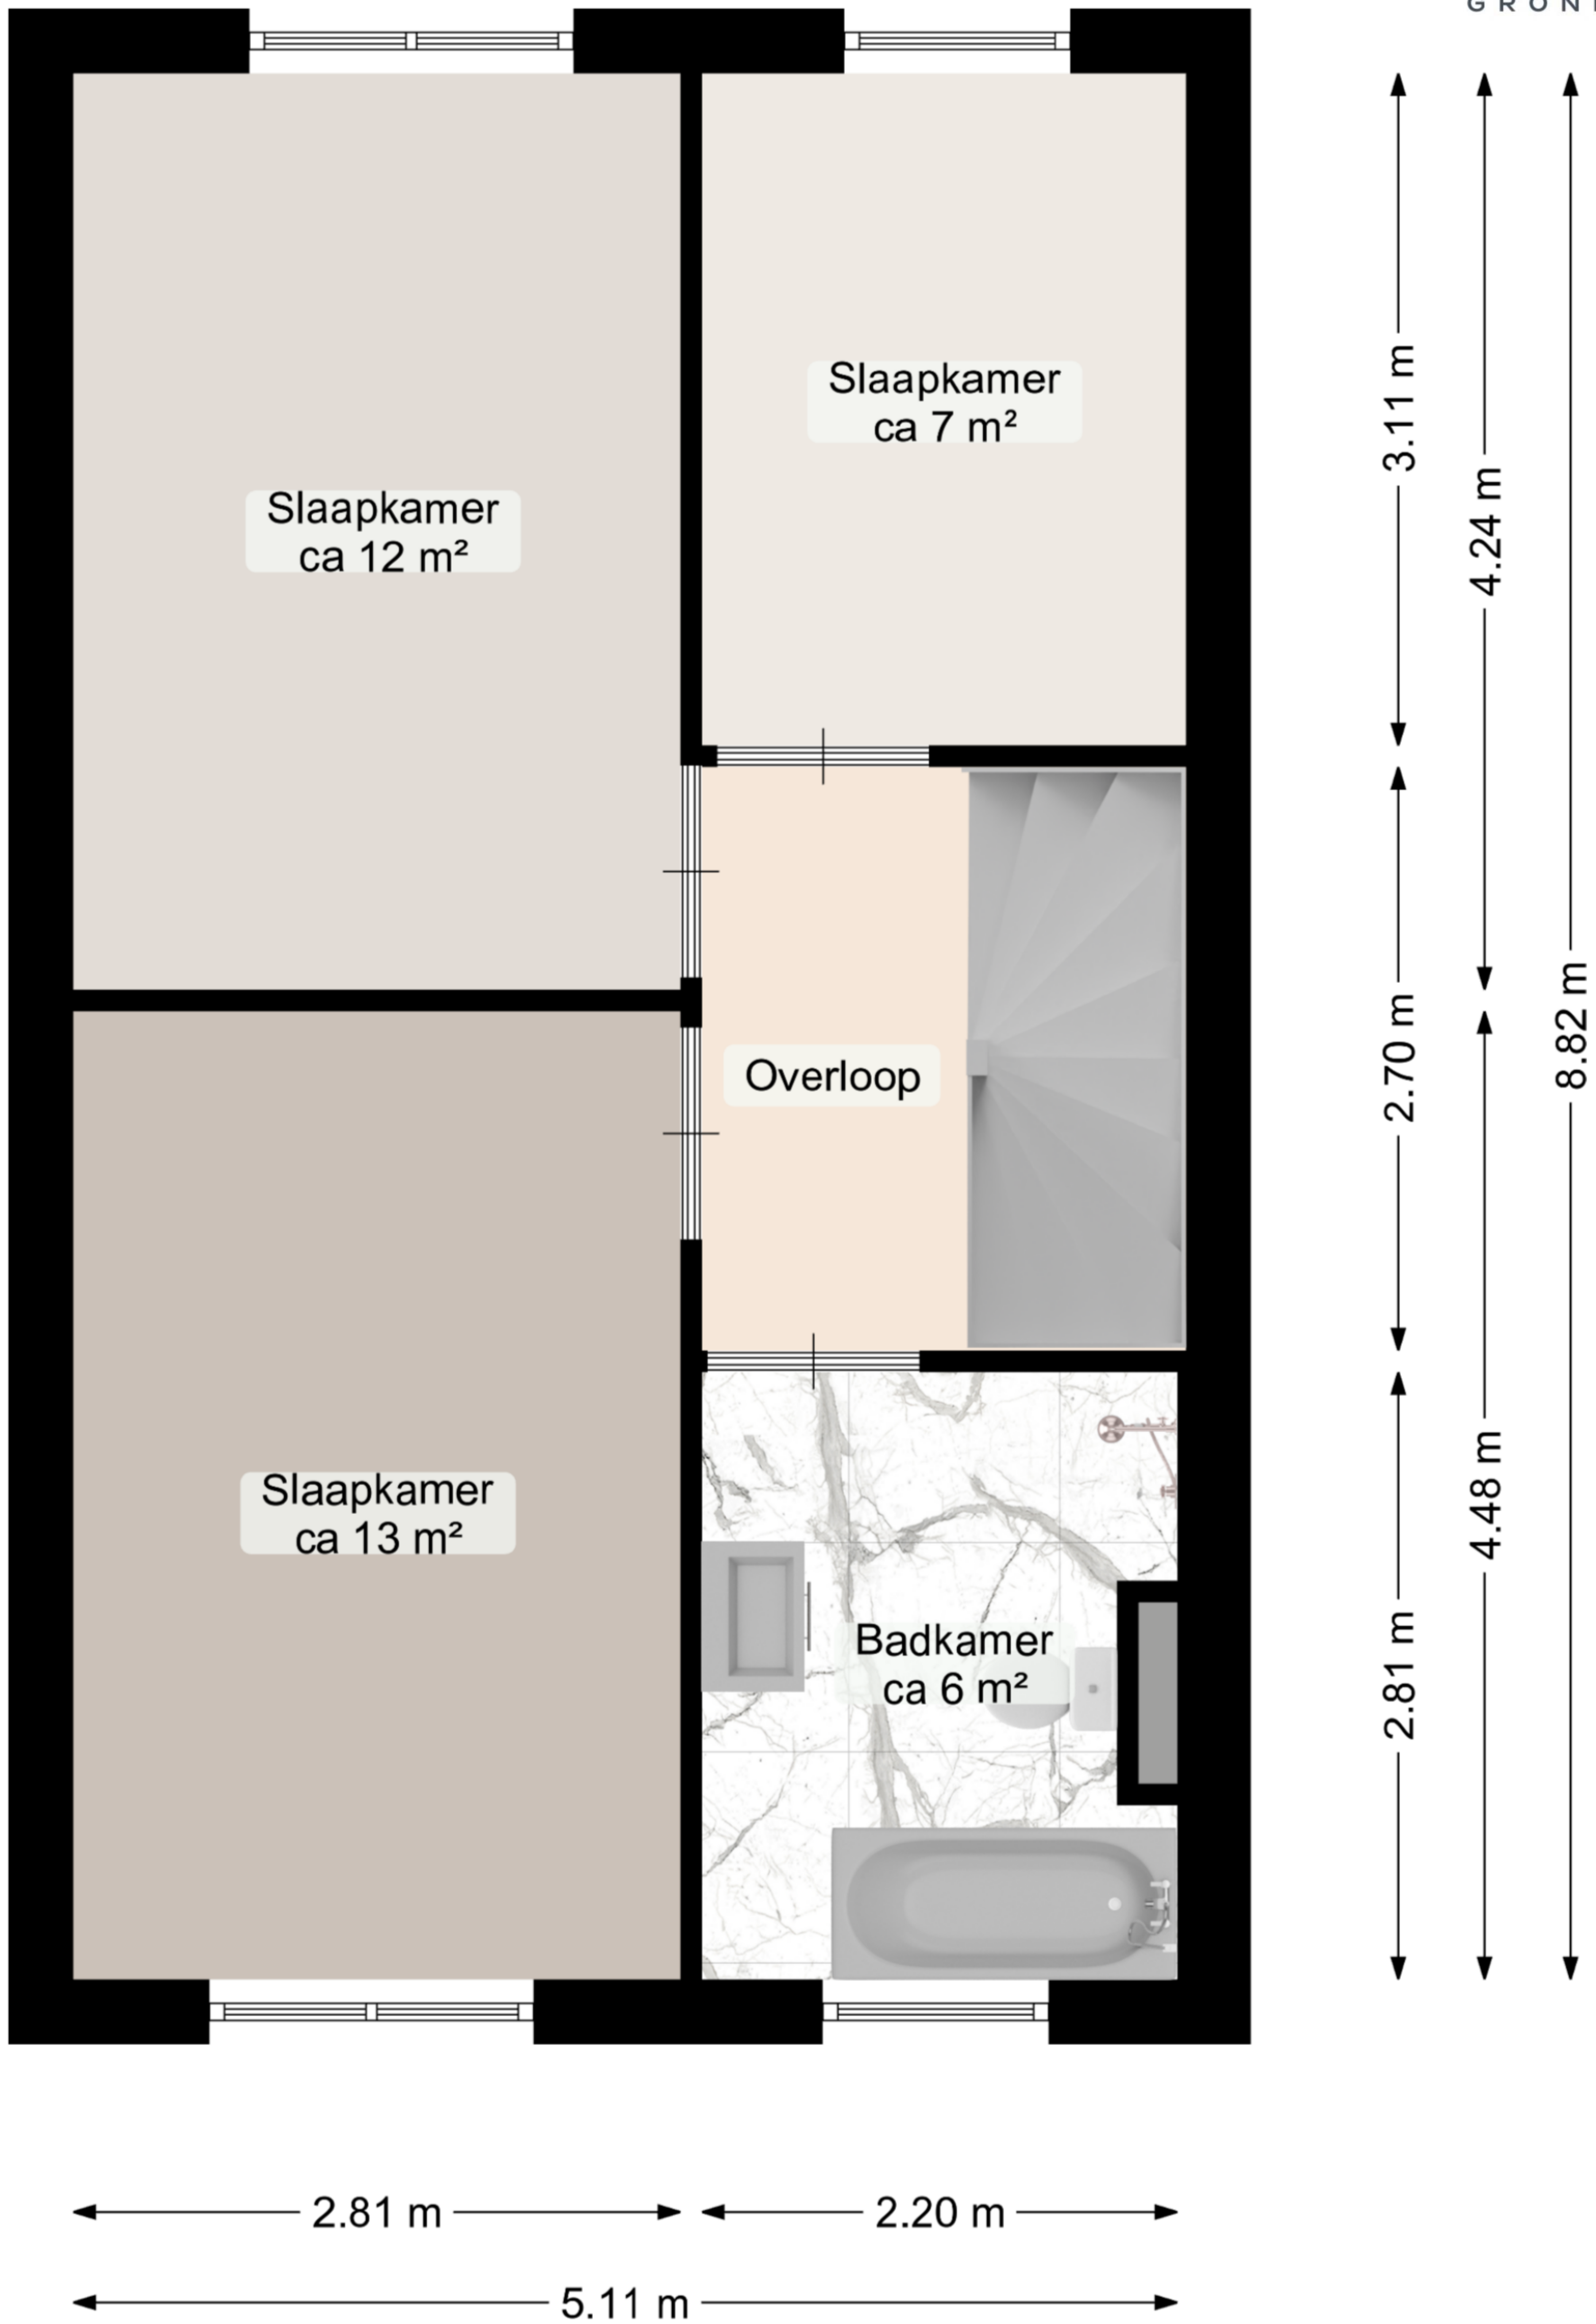 Slaapkamer
ca 7 m²
Slaapkamer
ca 12 m²
Overloop
Slaapkamer
ca 13 m²
Badkamer
ca 6 m²
3.11 m
4.24 m
8.82 m
2.70 m
4.48 m
2.81 m
2.81 m
2.20 m
5.11 m